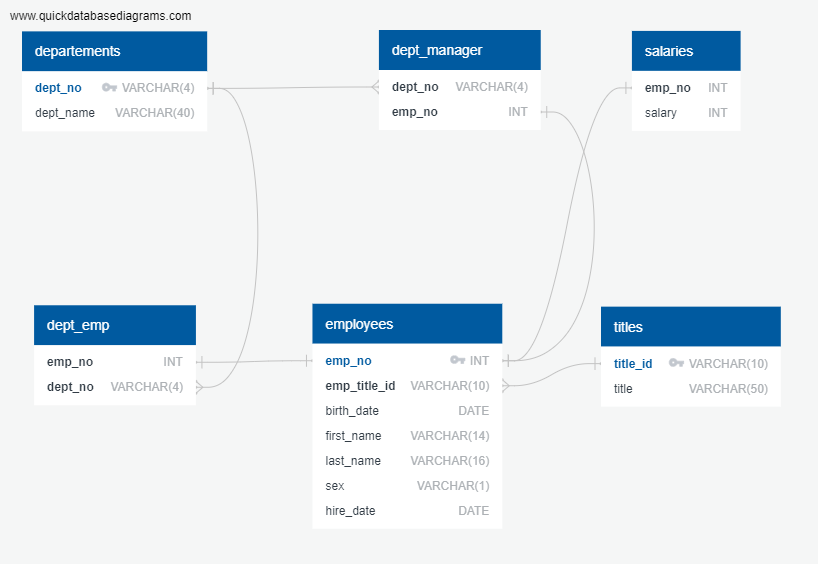 www.quickdatabasediagrams.com
departements
dept_no VARCHAR(4)
dept_name VARCHAR(40)
dept_manager
dept_no VARCHAR(4)
emp_no INT
salaries
emp_no INT
salary INT
dept_emp
emp_no INT
dept_no VARCHAR(4)
employees
emp_no INT
emp_title_id VARCHAR(10)
birth_date DATE
first_name VARCHAR(14)
last_name VARCHAR(16)
sex VARCHAR(1)
hire_date DATE
titles
title_id VARCHAR(10)
title VARCHAR(50)